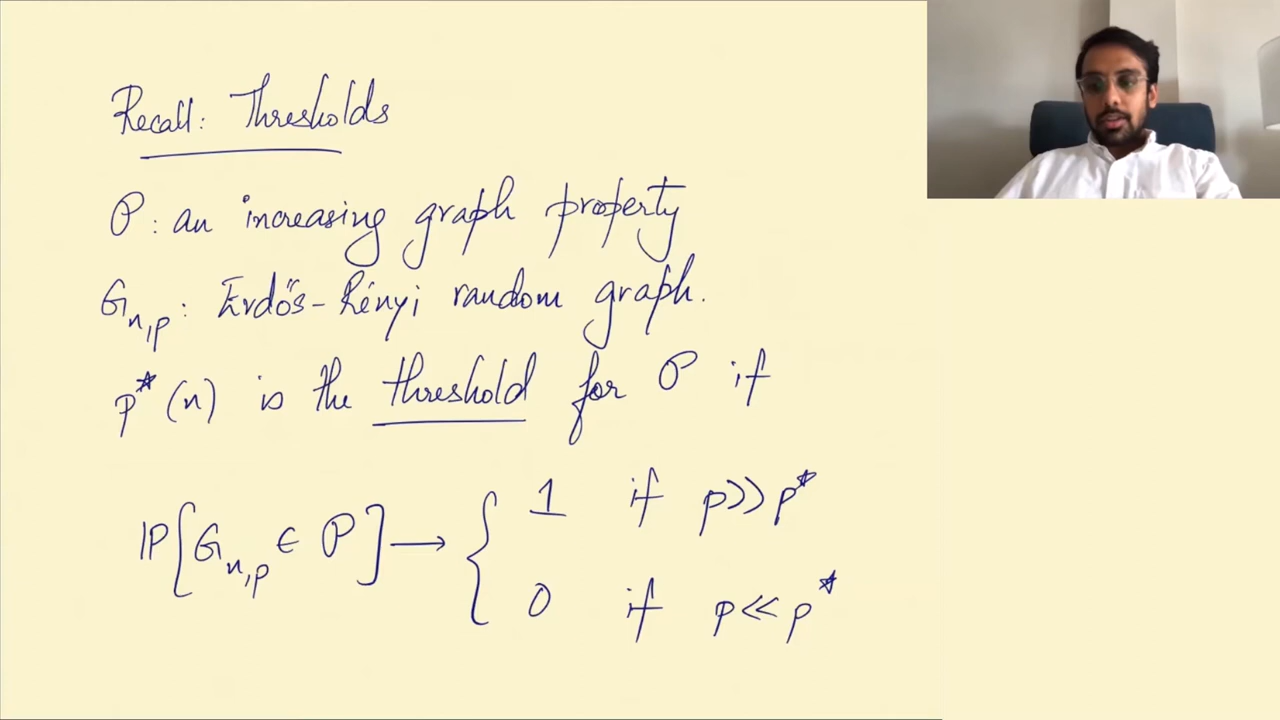 Recall: Thresholds
𝒫: an increasing graph property
G_{n,p}: Erdős-Rényi random graph.
p*(n) is the threshold for 𝒫 if
ℙ[G_{n,p} ∈ 𝒫] → { 1 if p>>p*
0 if p<<p*